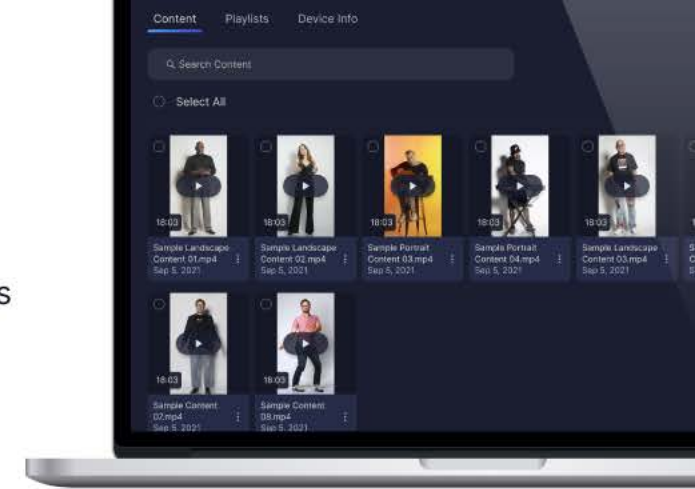 Content Playlists Device Info
Search Content
Select All
18:03 18:03 18:03 18:03 18:03
Sample Landscape Sample Landscape Sample Portrait Sample Portrait Sample Landscape
Content 01.mp4 Content 02.mp4 Content 03.mp4 Content 04.mp4 Content 03.mp4
Sep 5, 2021 Sep 5, 2021 Sep 5, 2021 Sep 5, 2021 Sep 5, 2021
s
18:03 18:03
Sample Content Sample Content
02.mp4 08.mp4
Sep 5, 2021 Sep 5, 2021